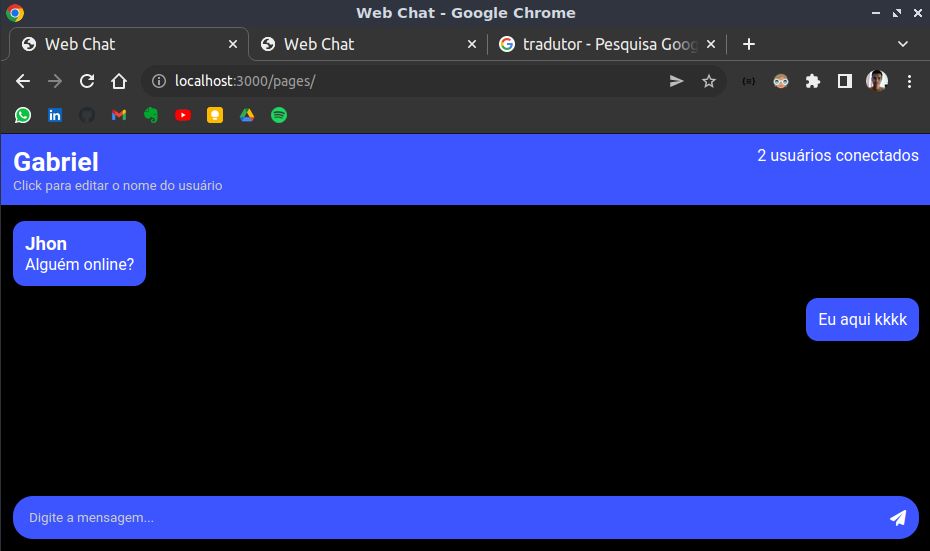 Web Chat - Google Chrome
Web Chat
Web Chat
tradutor - Pesquisa Goog
localhost:3000/pages/
Gabriel
2 usuários conectados
Click para editar o nome do usuário
Jhon
Alguém online?
Eu aqui kkkk
Digite a mensagem...